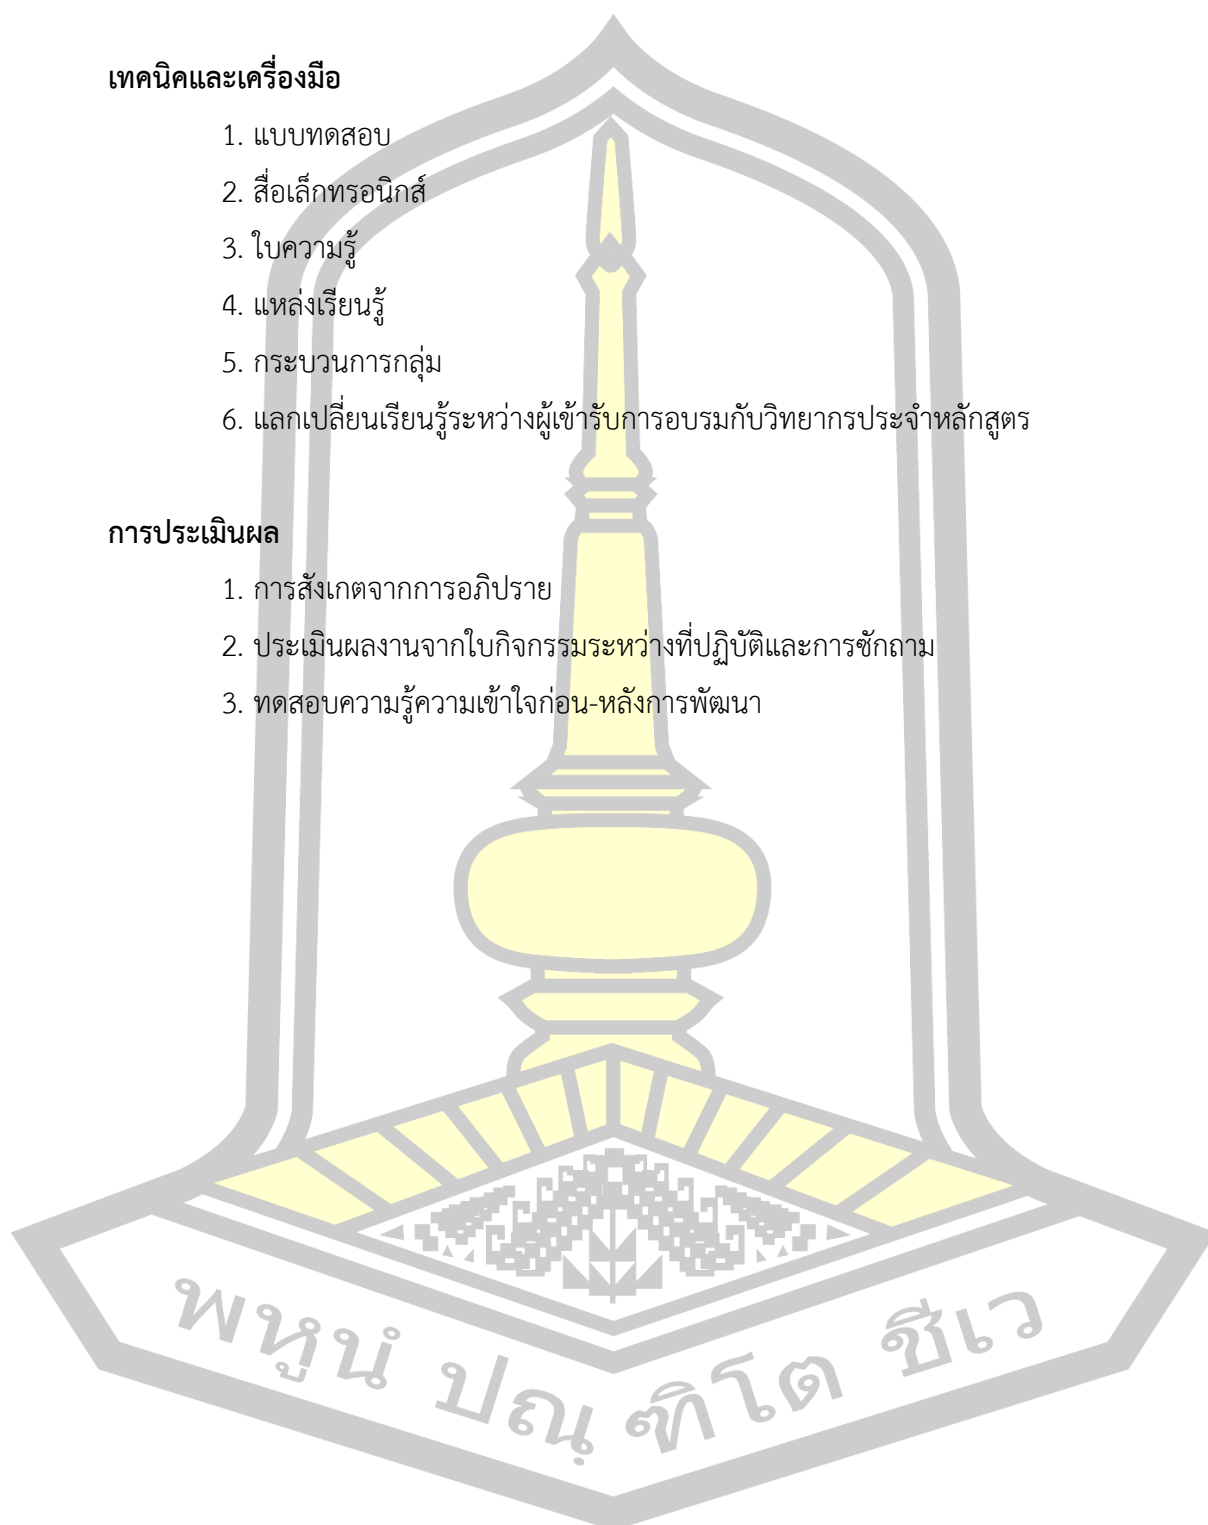 เทคนิคและเครื่องมือ
1. แบบทดสอบ
2. สื่อเล็กทรอนิกส์
3. ใบความรู้
4. แหล่งเรียนรู้
5. กระบวนการกลุ่ม
6. แลกเปลี่ยนเรียนรู้ระหว่างผู้เข้ารับการอบรมกับวิทยากรประจำหลักสูตร
การประเมินผล
1. การสังเกตจากการอภิปราย
2. ประเมินผลงานจากใบกิจกรรมระหว่างที่ปฏิบัติและการซักถาม
3. ทดสอบความรู้ความเข้าใจก่อน-หลังการพัฒนา
พหูนํ ปณฺฑิโต ชีเว